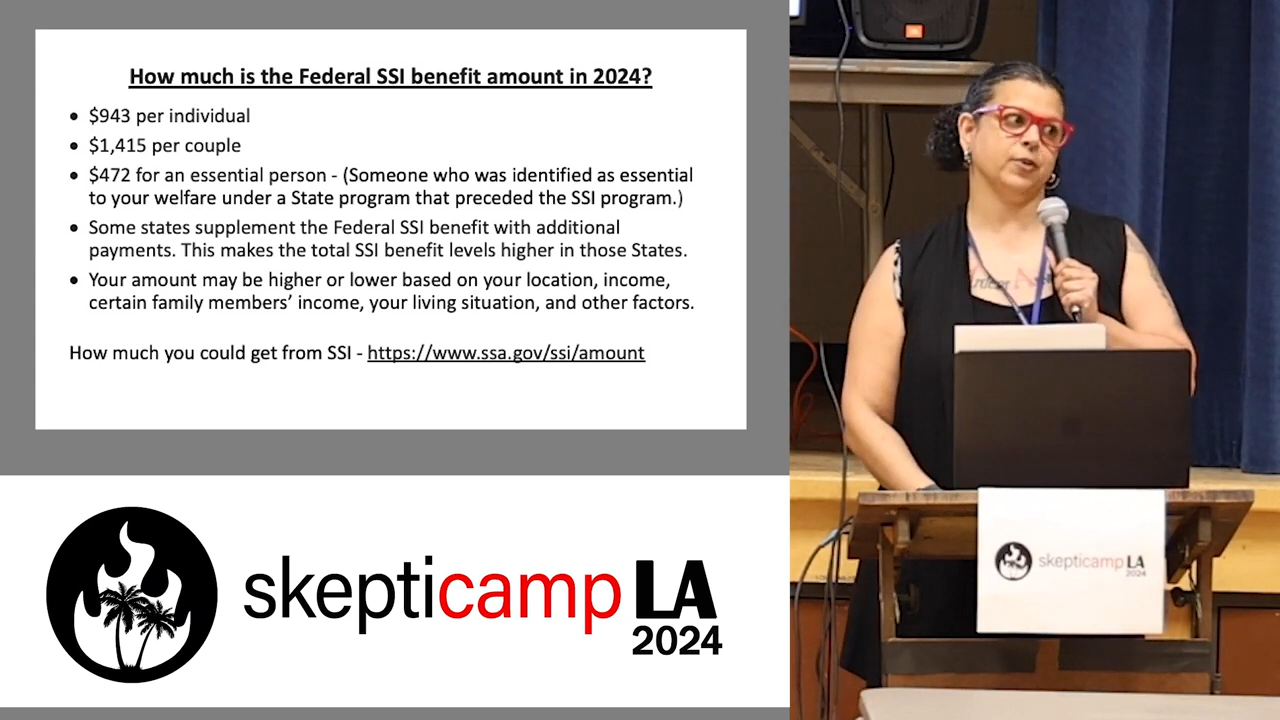 How much is the Federal SSI benefit amount in 2024?
• $943 per individual
• $1,415 per couple
• $472 for an essential person - (Someone who was identified as essential
to your welfare under a State program that preceded the SSI program.)
• Some states supplement the Federal SSI benefit with additional
payments. This makes the total SSI benefit levels higher in those States.
• Your amount may be higher or lower based on your location, income,
certain family members’ income, your living situation, and other factors.
How much you could get from SSI - https://www.ssa.gov/ssi/amount
skepticamp LA
2024
JBL
skepticamp LA
2024